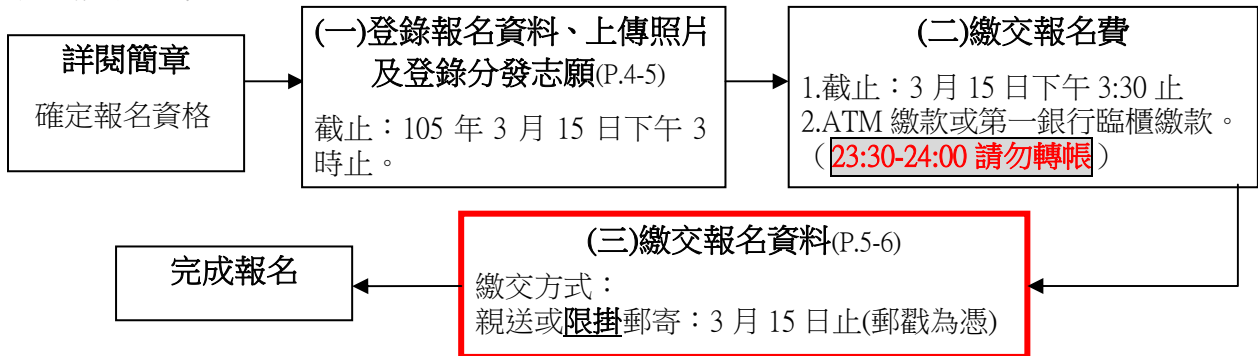 詳閱簡章
確定報名資格
(一)登錄報名資料、上傳照片
及登錄分發志願(P.4-5)
截止：105 年 3 月 15 日下午 3
時止。
(二)繳交報名費
1.截止：3 月 15 日下午 3:30 止
2.ATM 繳款或第一銀行臨櫃繳款。
（23:30-24:00 請勿轉帳）
(三)繳交報名資料(P.5-6)
繳交方式：
親送或限掛郵寄：3 月 15 日止(郵戳為憑)
完成報名